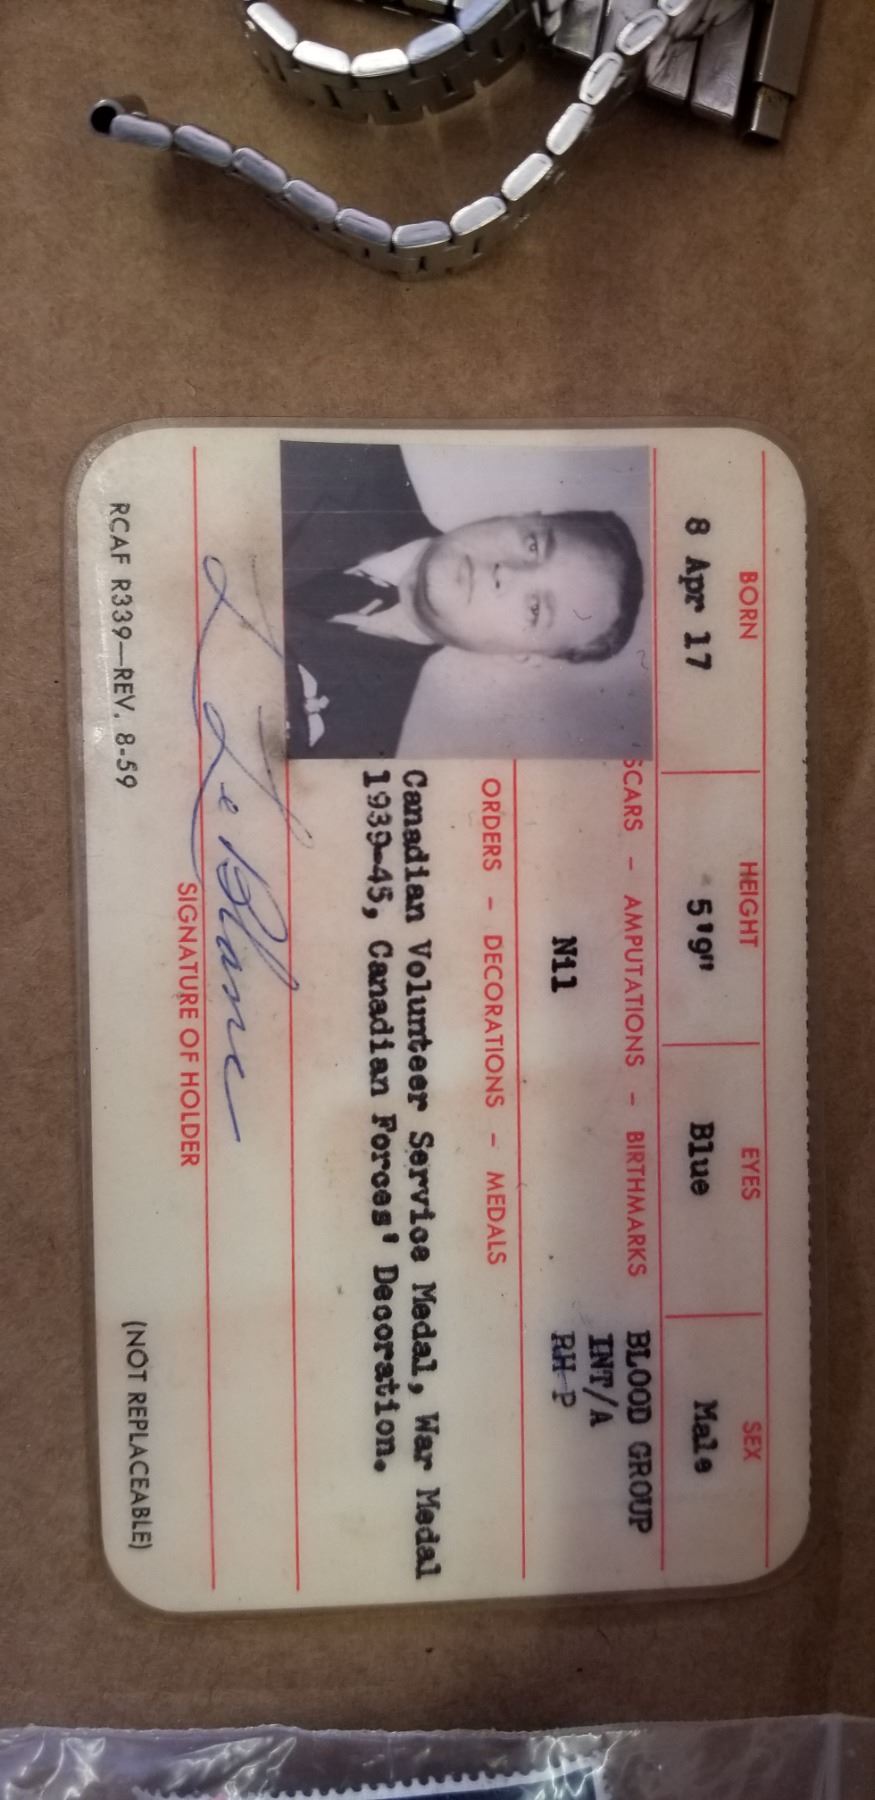 BORN HEIGHT EYES SEX
8 Apr 17 5'9" Blue Male
SCARS - AMPUTATIONS - BIRTHMARKS BLOOD GROUP
INT/A
N11 RH P
ORDERS - DECORATIONS - MEDALS
Canadian Volunteer Service Medal, War Medal
1939-45, Canadian Forces' Decoration.
L LeBlanc
SIGNATURE OF HOLDER
RCAF R339—REV. 8-59 (NOT REPLACEABLE)